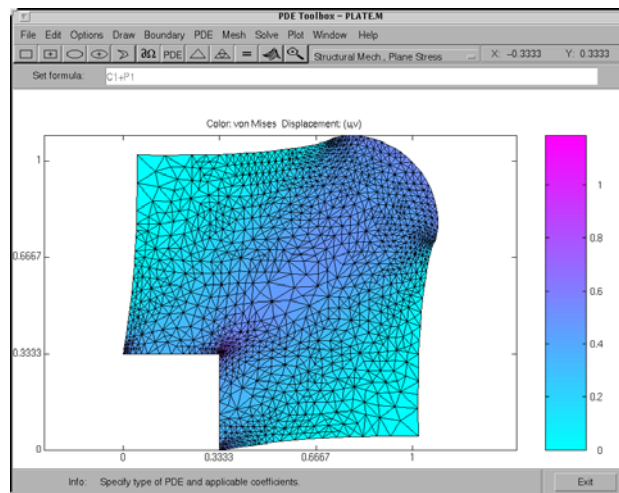 PDE Toolbox – PLATE.M
File Edit Options Draw Boundary PDE Mesh Solve Plot Window Help
∂Ω PDE = Structural Mech., Plane Stress X: -0.3333 Y: 0.3333
Set formula: C1+P1
Color: von Mises Displacement: (u,v)
1
0.6667
0.3333
0
0 0.3333 0.6667 1
1
0.8
0.6
0.4
0.2
0
Info: Specify type of PDE and applicable coefficients. Exit